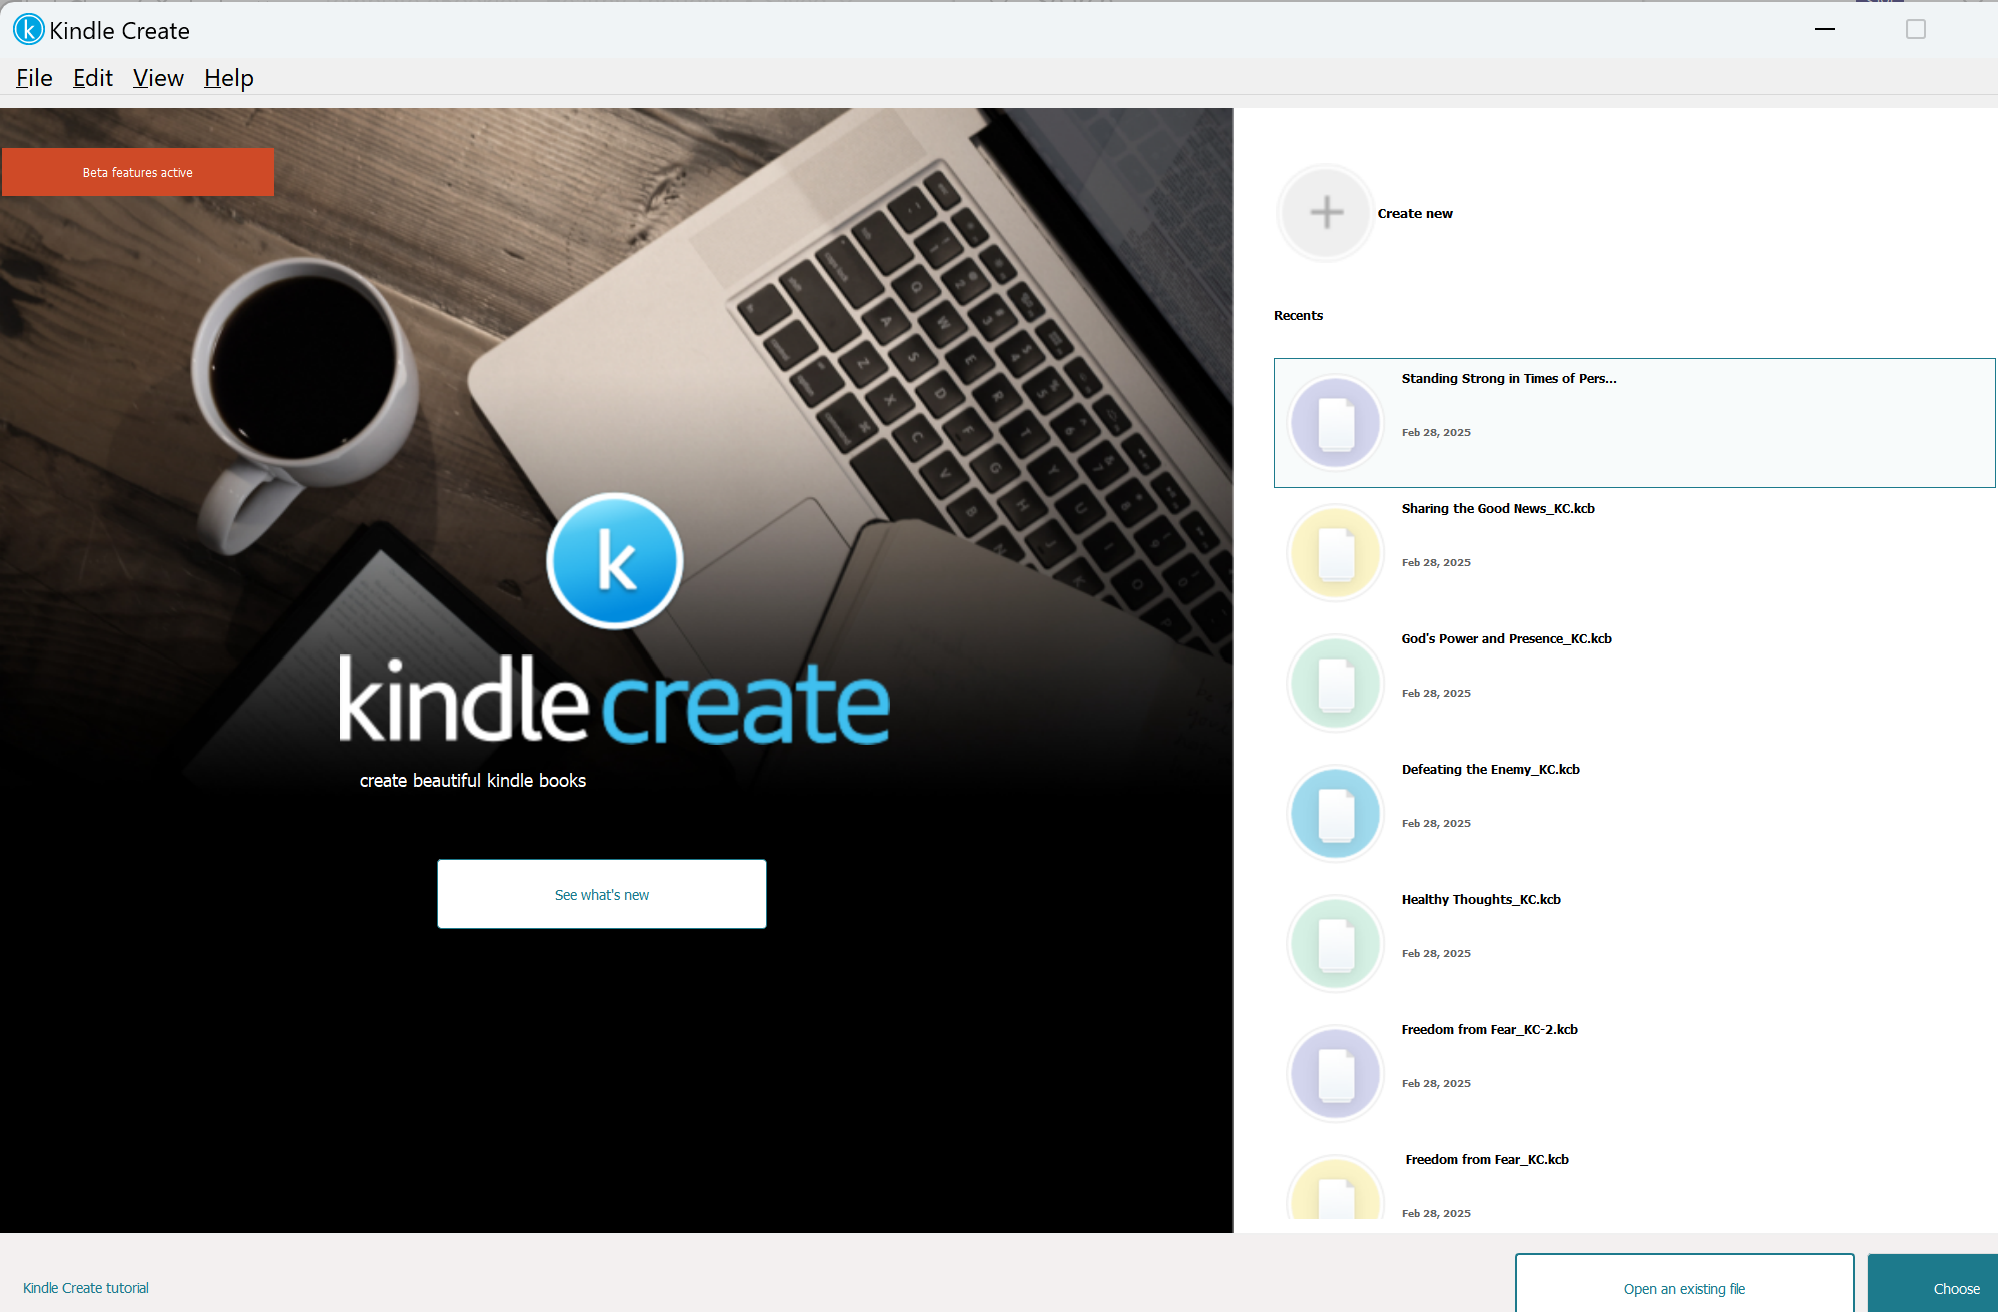 Kindle Create
File Edit View Help
Beta features active
k
kindle create
create beautiful kindle books
See what's new
Create new
Recents
Standing Strong in Times of Pers...
Feb 28, 2025
Sharing the Good News_KC.kcb
Feb 28, 2025
God's Power and Presence_KC.kcb
Feb 28, 2025
Defeating the Enemy_KC.kcb
Feb 28, 2025
Healthy Thoughts_KC.kcb
Feb 28, 2025
Freedom from Fear_KC-2.kcb
Feb 28, 2025
Freedom from Fear_KC.kcb
Feb 28, 2025
Kindle Create tutorial
Open an existing file
Choose